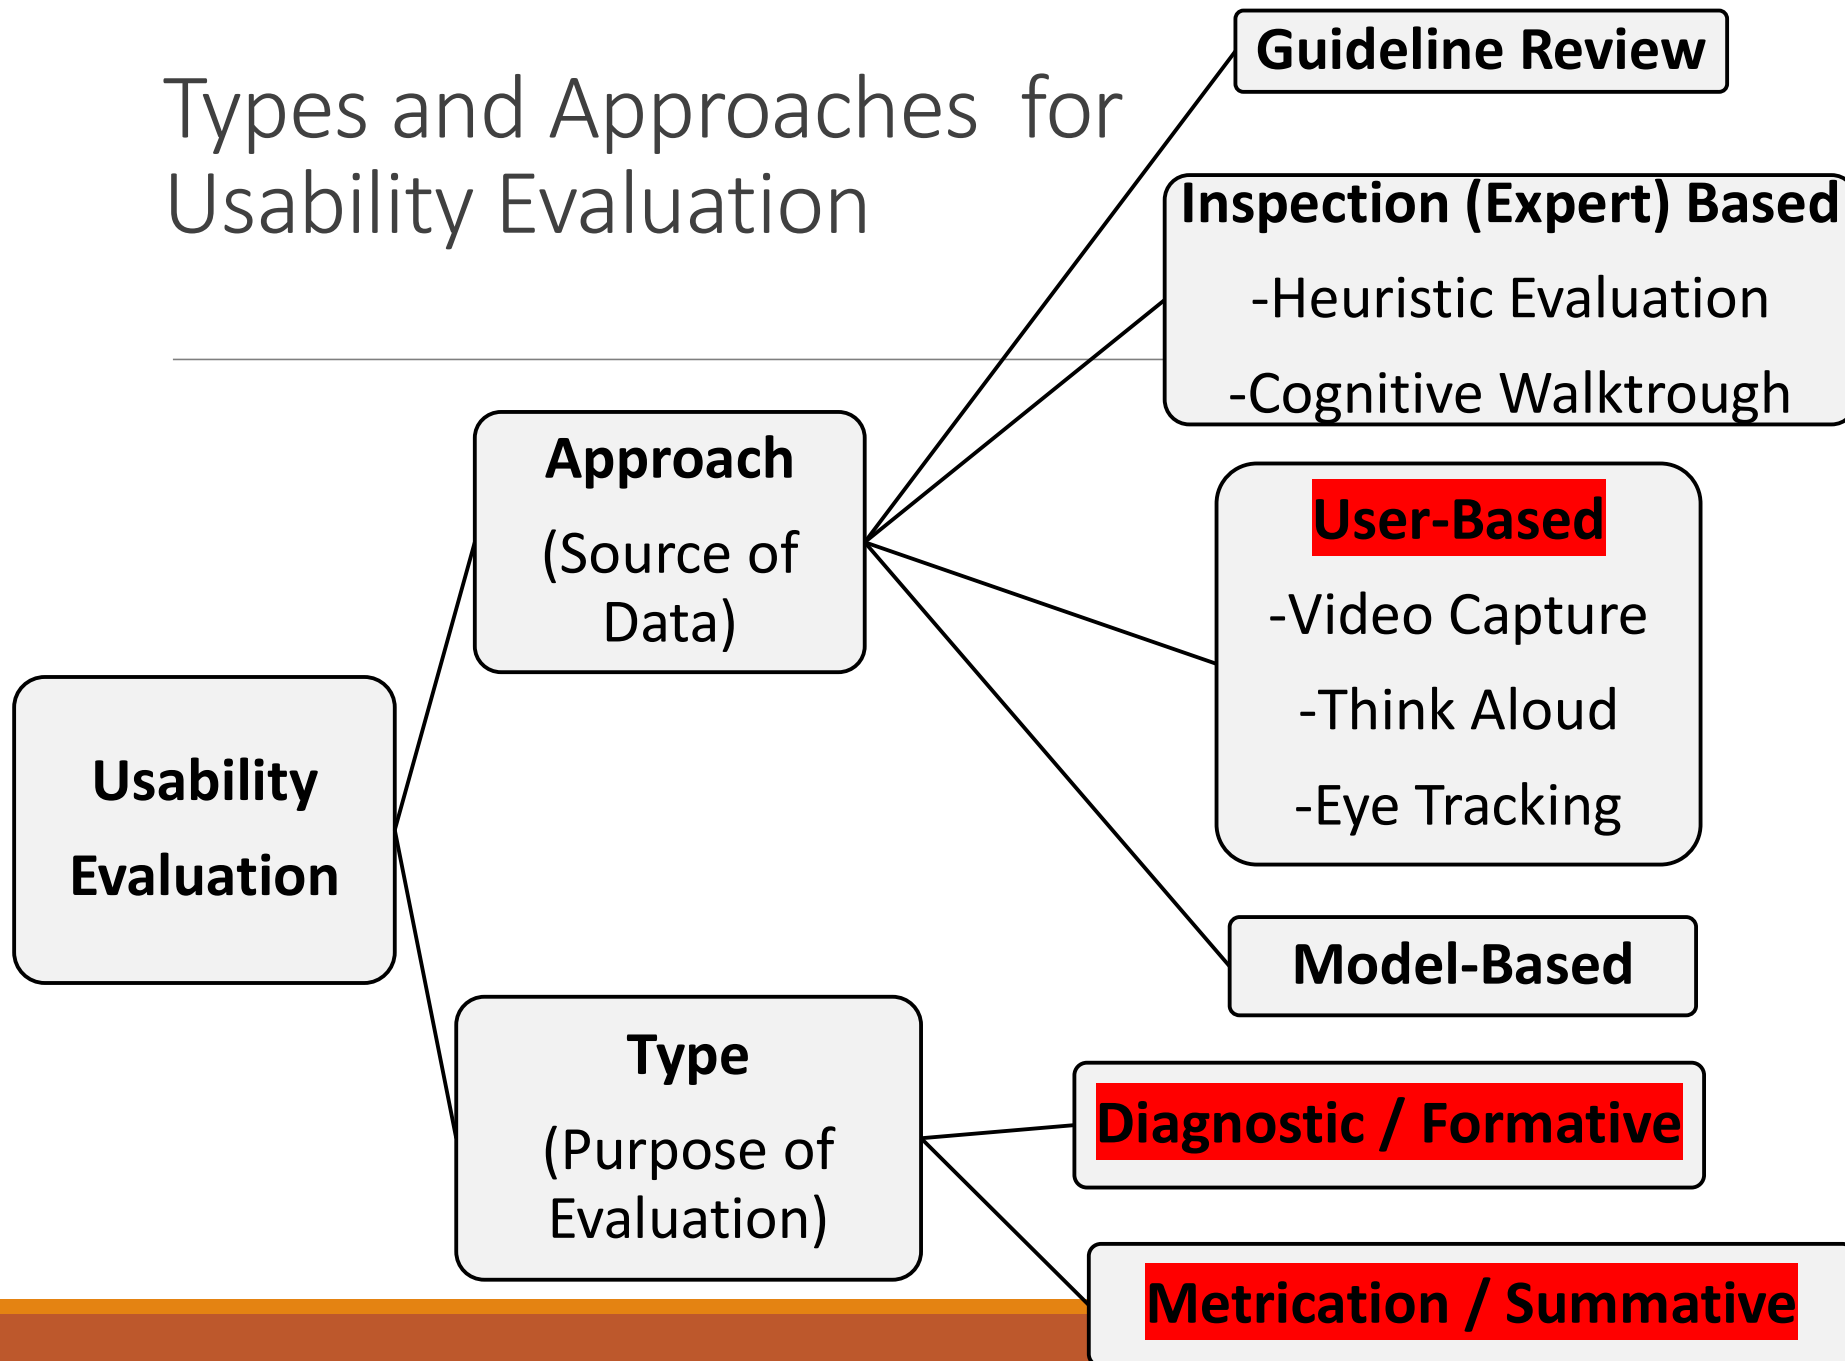 Types and Approaches  for
Usability Evaluation
Guideline Review
Inspection (Expert) Based
-Heuristic Evaluation
-Cognitive Walktrough
Approach
(Source of
Data)
User-Based
-Video Capture
-Think Aloud
-Eye Tracking
Usability
Evaluation
Model-Based
Type
(Purpose of
Evaluation)
Diagnostic / Formative
Metrication / Summative